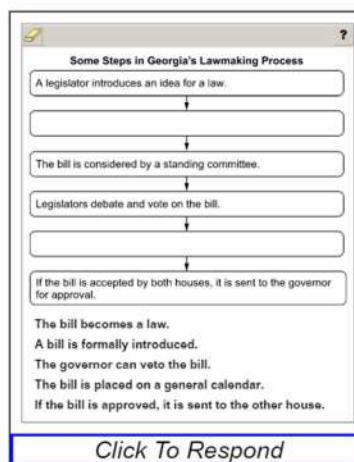 ?
Some Steps in Georgia's Lawmaking Process
A legislator introduces an idea for a law.
The bill is considered by a standing committee.
Legislators debate and vote on the bill.
If the bill is accepted by both houses, it is sent to the governor
for approval.
The bill becomes a law.
A bill is formally introduced.
The governor can veto the bill.
The bill is placed on a general calendar.
If the bill is approved, it is sent to the other house.
Click To Respond